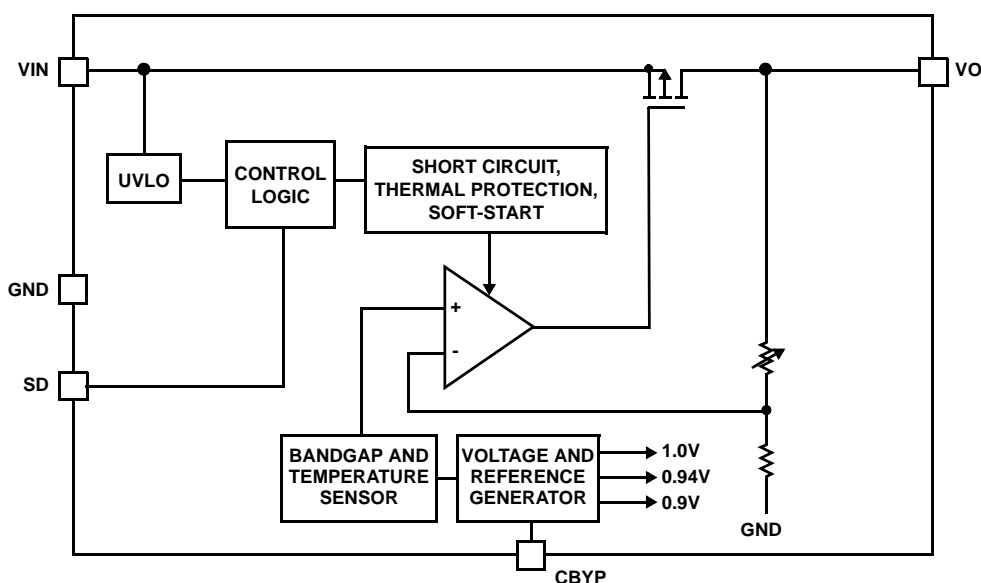 VIN
VO
UVLO
CONTROL
LOGIC
SHORT CIRCUIT,
THERMAL PROTECTION,
SOFT-START
GND
+
-
SD
BANDGAP AND
TEMPERATURE
SENSOR
VOLTAGE AND
REFERENCE
GENERATOR
1.0V
0.94V
0.9V
GND
CBYP